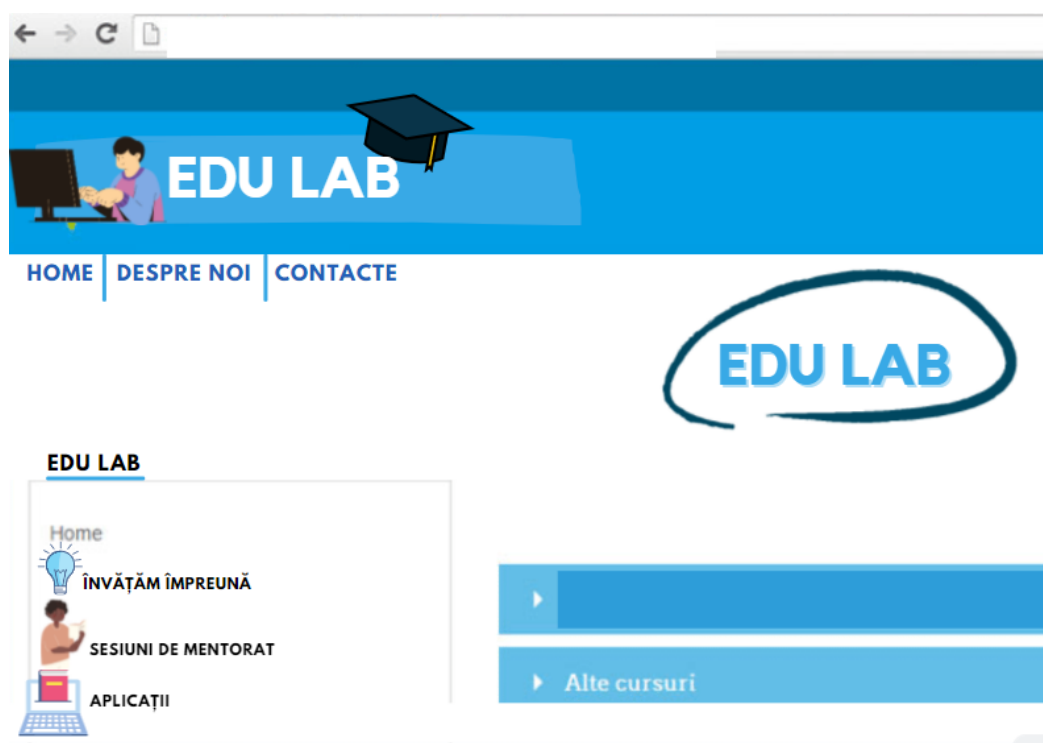 EDU LAB
HOME DESPRE NOI CONTACTE
EDU LAB
EDU LAB
Home
ÎNVĂȚĂM ÎMPREUNĂ
SESIUNI DE MENTORAT
APLICAȚII
Alte cursuri